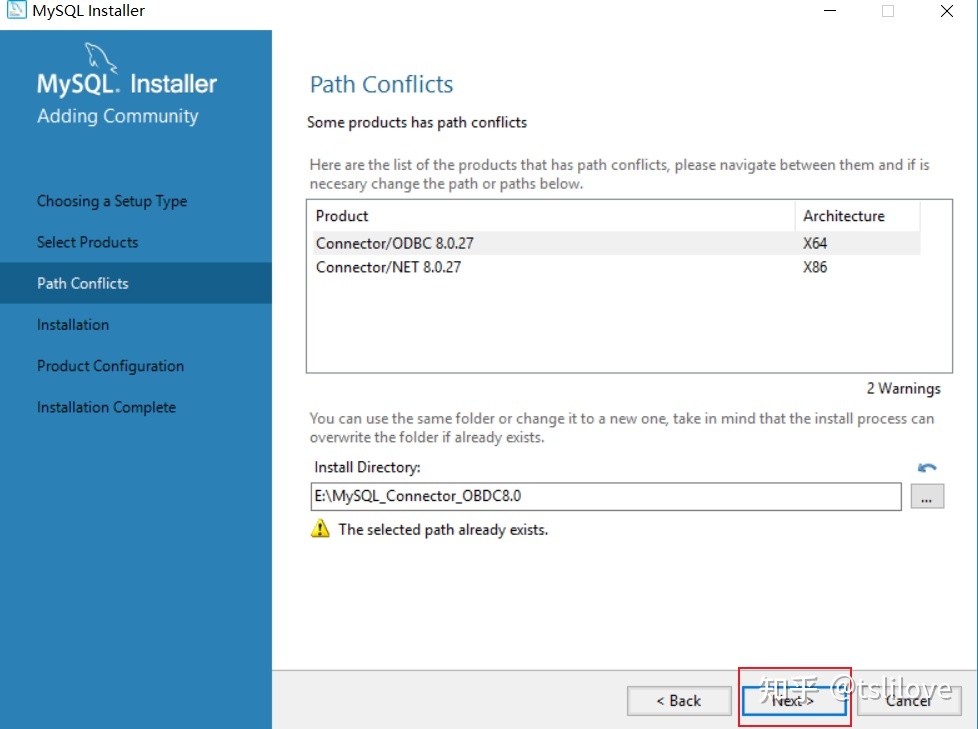 MySQL Installer
MySQL. Installer
Adding Community
Choosing a Setup Type
Select Products
Path Conflicts
Installation
Product Configuration
Installation Complete
Path Conflicts
Some products has path conflicts
Here are the list of the products that has path conflicts, please navigate between them and if is
necesary change the path or paths below.
Product Architecture
Connector/ODBC 8.0.27 X64
Connector/NET 8.0.27 X86
2 Warnings
You can use the same folder or change it to a new one, take in mind that the install process can
overwrite the folder if already exists.
Install Directory:
E:\MySQL_Connector_OBDC8.0
...
The selected path already exists.
< Back Next > Cancel
知乎 @tslilove